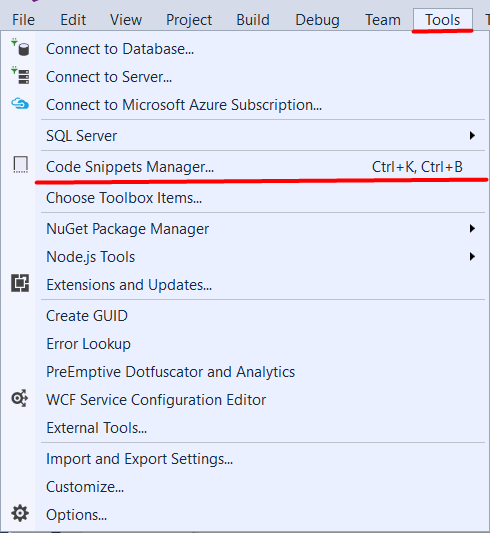 File Edit View Project Build Debug Team Tools
Connect to Database...
Connect to Server...
Connect to Microsoft Azure Subscription...
SQL Server
Code Snippets Manager... Ctrl+K, Ctrl+B
Choose Toolbox Items...
NuGet Package Manager
Node.js Tools
Extensions and Updates...
Create GUID
Error Lookup
PreEmptive Dotfuscator and Analytics
WCF Service Configuration Editor
External Tools...
Import and Export Settings...
Customize...
Options...